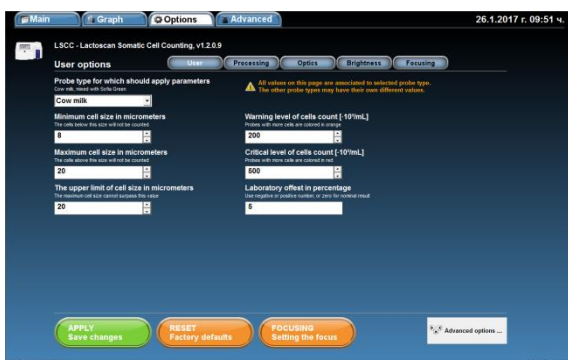 Main
Graph
Options
Advanced
26.1.2017 г. 09:51 ч.
LSCC - Lactoscan Somatic Cell Counting, v1.2.0.9
User options
User
Processing
Optics
Brightness
Focusing
Probe type for which should apply parameters
Cow milk, mixed with Sofia Green
Cow milk
All values on this page are associated to selected probe type.
The other probe types may have their own different values.
Minimum cell size in micrometers
The cells below this size will not be counted
8
Maximum cell size in micrometers
The cells above this size will not be counted
20
The upper limit of cell size in micrometers
The maximum cell size cannot surpass this value
20
Warning level of cells count [·10³/mL]
Probes with more cells are colored in orange
200
Critical level of cells count [·10³/mL]
Probes with more cells are colored in red
500
Laboratory offest in percentage
Use negative or positive number, or zero for nominal result
5
APPLY
Save changes
RESET
Factory defaults
FOCUSING
Setting the focus
Advanced options ...